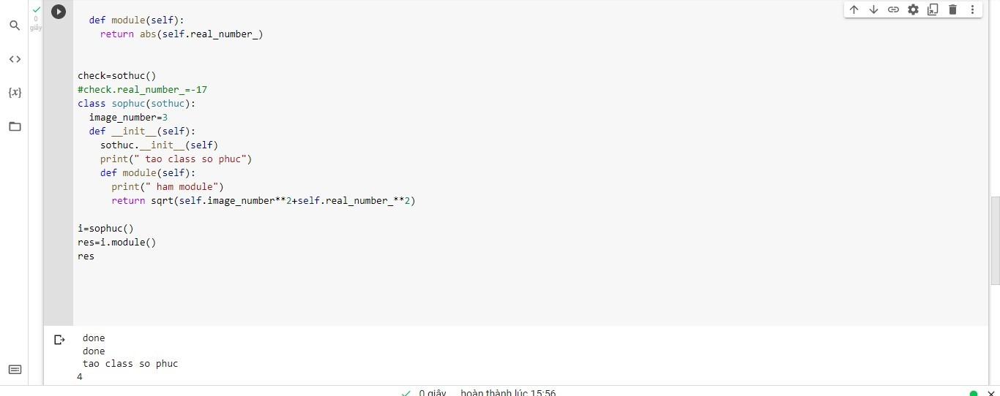 0
giây
def module(self):
return abs(self.real_number_)
{x}
check=sothuc()
#check.real_number_=-17
class sophuc(sothuc):
image_number=3
def __init__(self):
sothuc.__init__(self)
print(" tao class so phuc")
def module(self):
print(" ham module")
return sqrt(self.image_number**2+self.real_number_**2)
i=sophuc()
res=i.module()
res
done
done
tao class so phuc
4
0 giây hoàn thành lúc 15:56